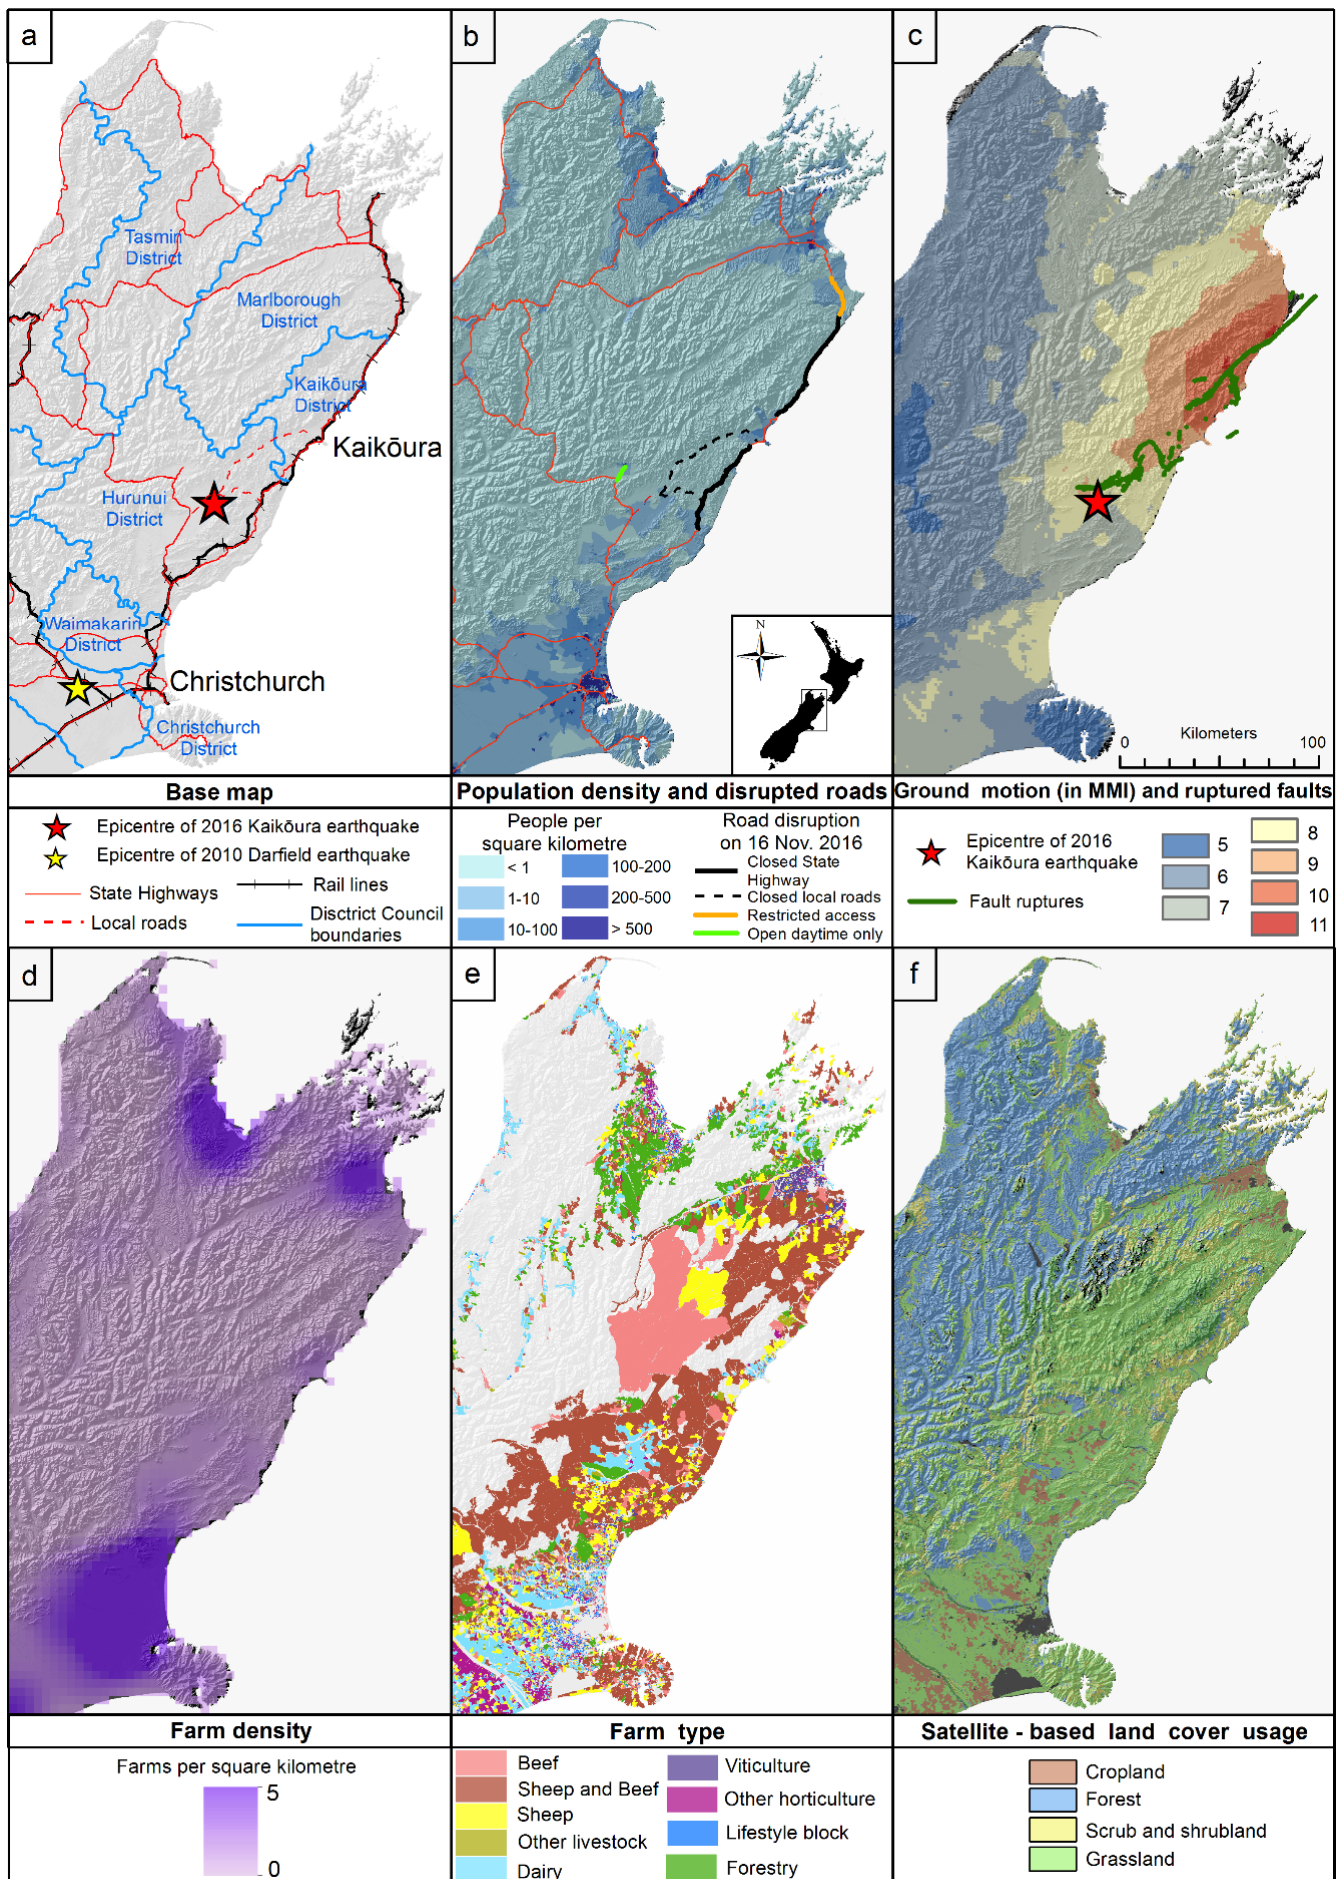 a
Tasmin
District
Marlborough
District
Kaikōura
District
Kaikōura
Hurunui
District
Waimakariri
District
Christchurch
Christchurch
District
b
N
c
0 Kilometers 100
Base map
Epicentre of 2016 Kaikōura earthquake
Epicentre of 2010 Darfield earthquake
State Highways
Rail lines
Local roads
Disctrict Council
boundaries
Population density and disrupted roads
People per
square kilometre
< 1
1-10
10-100
100-200
200-500
> 500
Road disruption
on 16 Nov. 2016
Closed State
Highway
Closed local roads
Restricted access
Open daytime only
Ground motion (in MMI) and ruptured faults
Epicentre of 2016
Kaikōura earthquake
Fault ruptures
5
6
7
8
9
10
11
d
e
f
Farm density
Farms per square kilometre
5
0
Farm type
Beef
Sheep and Beef
Sheep
Other livestock
Dairy
Viticulture
Other horticulture
Lifestyle block
Forestry
Satellite - based land cover usage
Cropland
Forest
Scrub and shrubland
Grassland